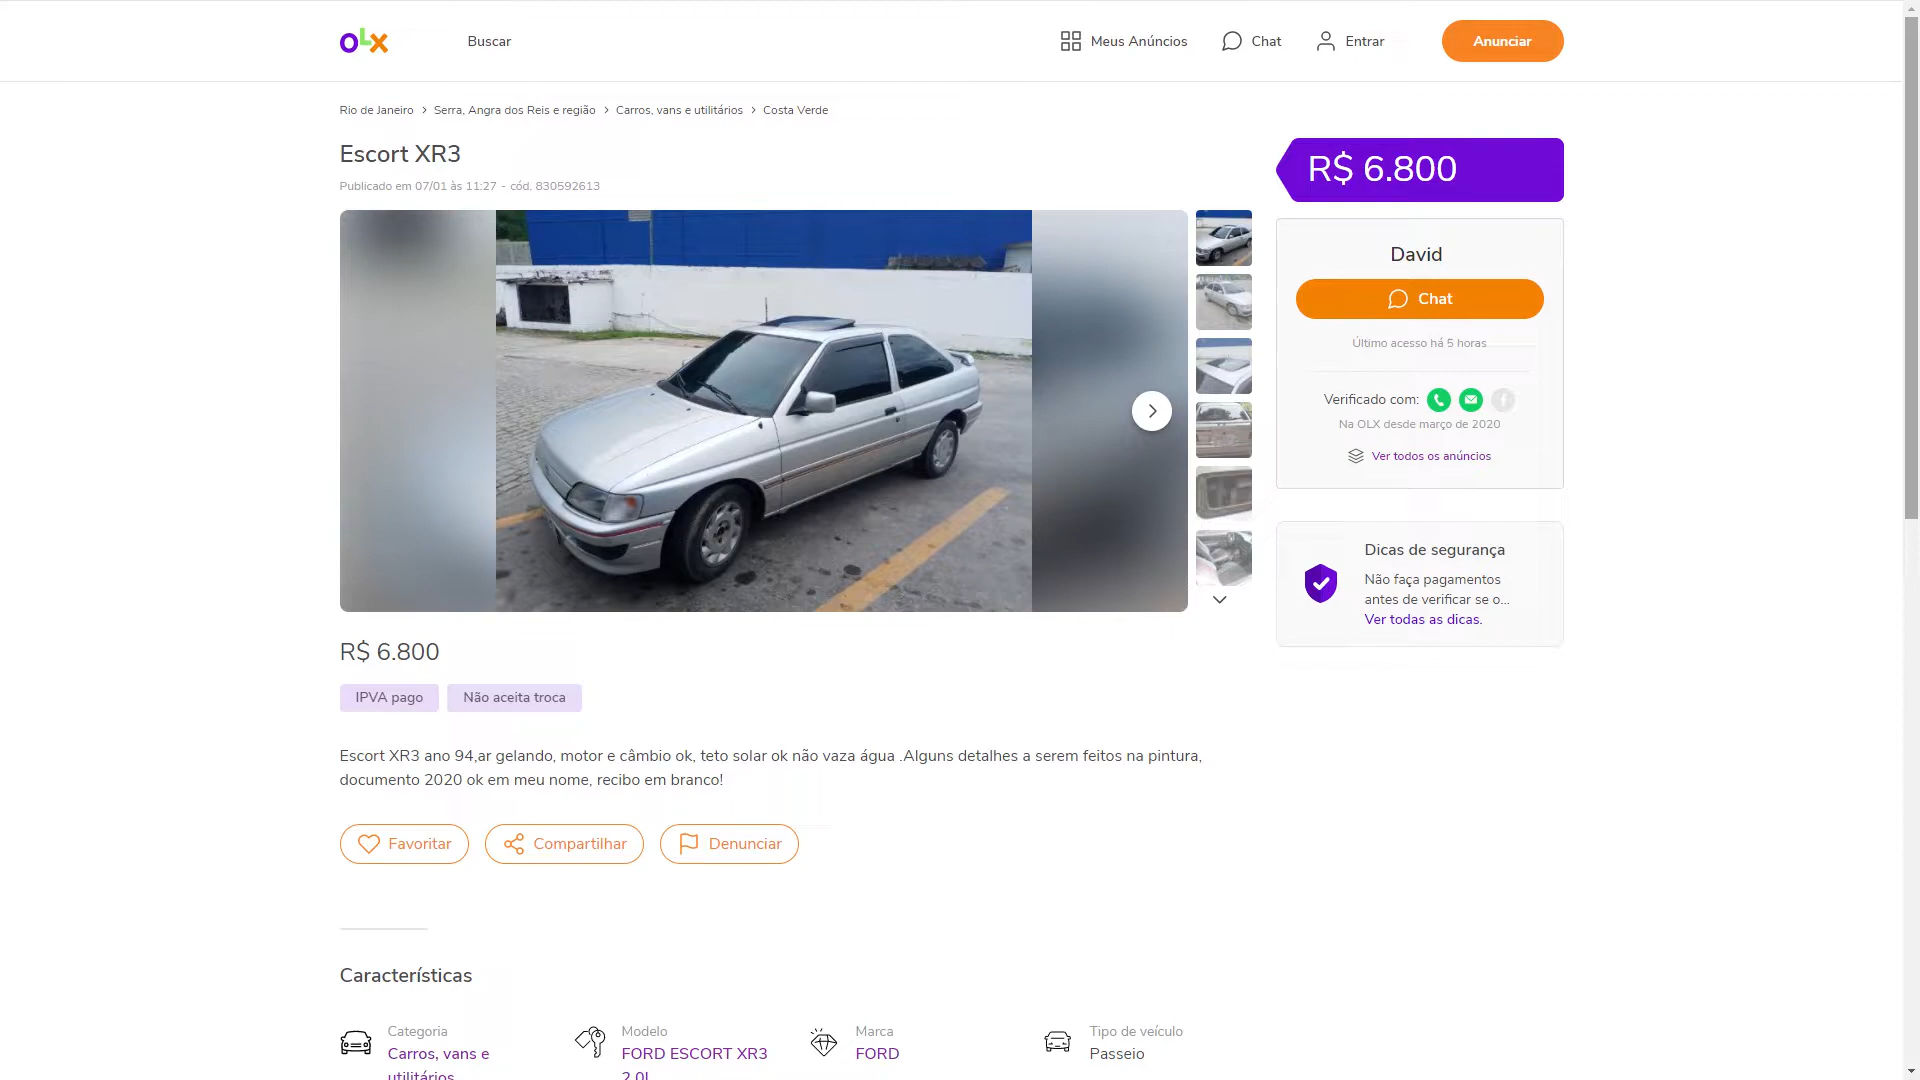 OLX
Buscar
Meus Anúncios
Chat
Entrar
Anunciar
Rio de Janeiro > Serra, Angra dos Reis e região > Carros, vans e utilitários > Costa Verde
Escort XR3
Publicado em 07/01 às 11:27 - cód. 830592613
R$ 6.800
David
Chat
Último acesso há 5 horas
Verificado com:
Na OLX desde março de 2020
Ver todos os anúncios
Dicas de segurança
Não faça pagamentos
antes de verificar se o...
Ver todas as dicas.
R$ 6.800
IPVA pago
Não aceita troca
Escort XR3 ano 94,ar gelando, motor e câmbio ok, teto solar ok não vaza água .Alguns detalhes a serem feitos na pintura,
documento 2020 ok em meu nome, recibo em branco!
Favoritar
Compartilhar
Denunciar
Características
Categoria
Carros, vans e
utilitários
Modelo
FORD ESCORT XR3
2.0I
Marca
FORD
Tipo de veículo
Passeio